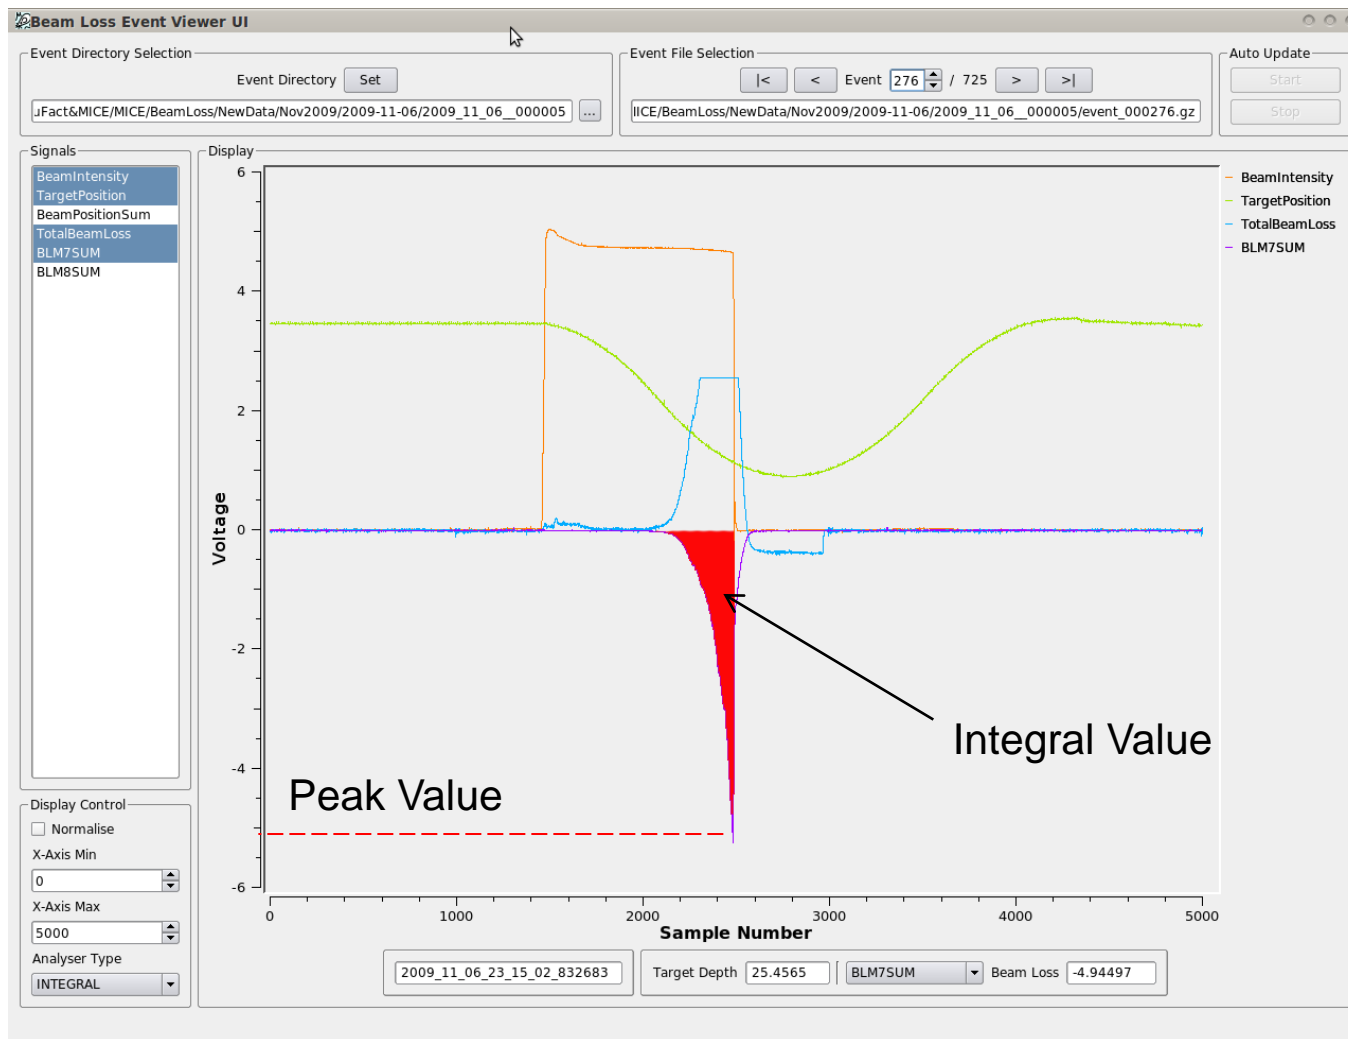 Beam Loss Event Viewer UI
Event Directory Selection
Event Directory Set
uFact&MICE/MICE/BeamLoss/NewData/Nov2009/2009-11-06/2009_11_06__000005 ...
Event File Selection
|< < Event 276 / 725 > >|
IICE/BeamLoss/NewData/Nov2009/2009-11-06/2009_11_06__000005/event_000276.gz
Auto Update
Start
Stop
Signals
BeamIntensity
TargetPosition
BeamPositionSum
TotalBeamLoss
BLM7SUM
BLM8SUM
Display Control
Normalise
X-Axis Min
0
X-Axis Max
5000
Analyser Type
INTEGRAL
Display
6
4
2
0
-2
-4
-6
Voltage
Integral Value
Peak Value
0 1000 2000 3000 4000 5000
Sample Number
BeamIntensity
TargetPosition
TotalBeamLoss
BLM7SUM
2009_11_06_23_15_02_832683
Target Depth 25.4565 BLM7SUM Beam Loss -4.94497